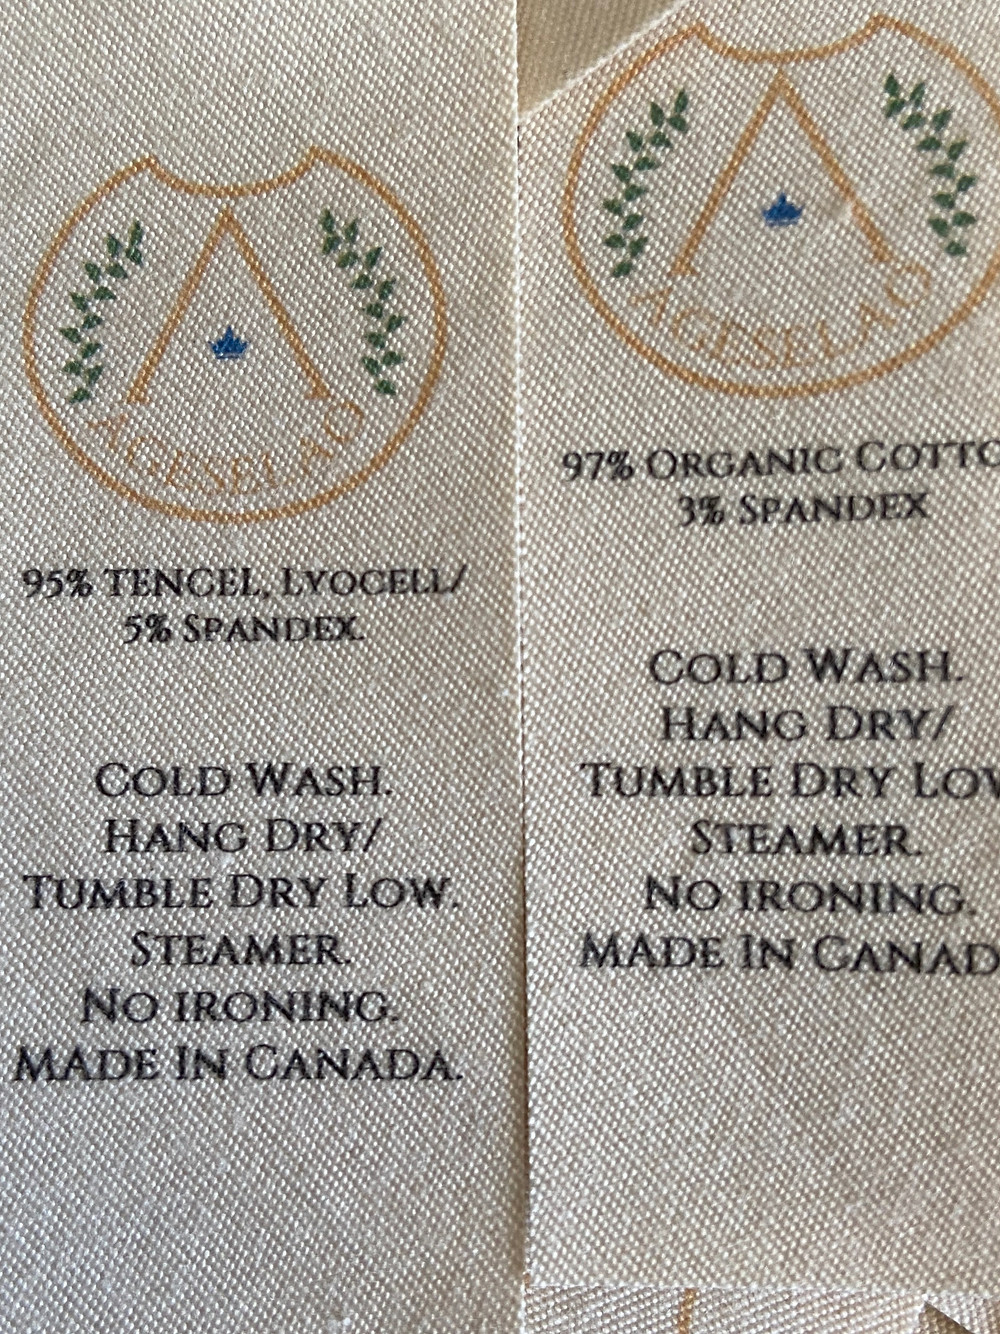 AGESELAO
95% TENCEL, LYOCELL/
5% SPANDEX.
COLD WASH.
HANG DRY/
TUMBLE DRY LOW.
STEAMER.
NO IRONING.
MADE IN CANADA.
AGESELAO
97% ORGANIC COTTO
3% SPANDEX
COLD WASH.
HANG DRY/
TUMBLE DRY LOW
STEAMER.
NO IRONING.
MADE IN CANAD